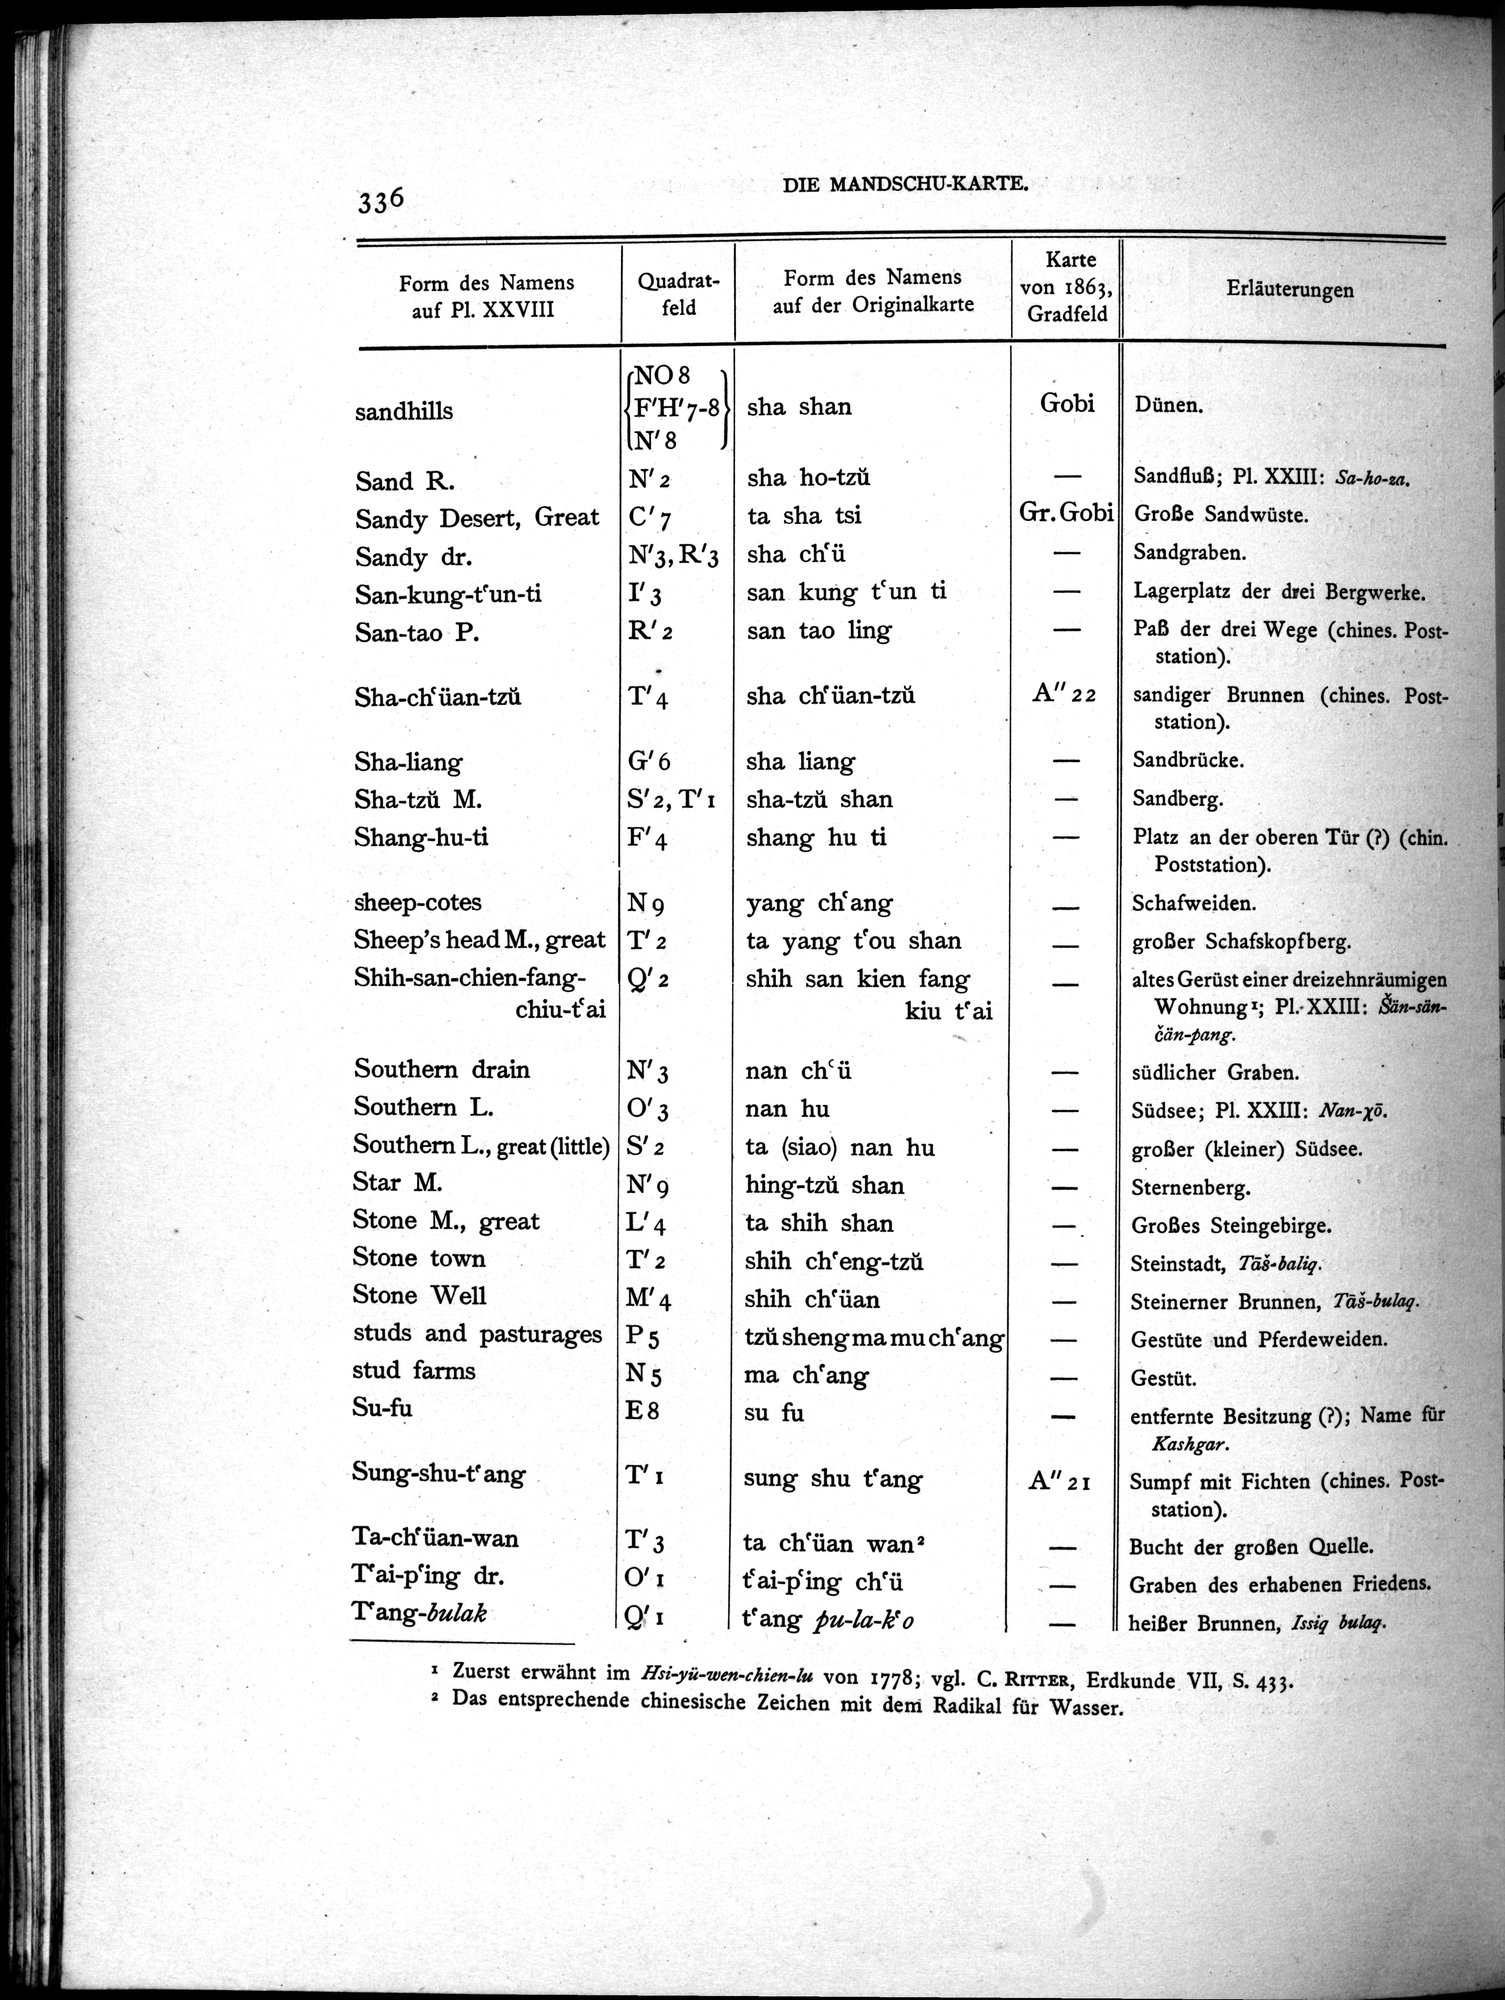 336
DIE MANDSCHU-KARTE.
Form des Namens auf Pl. XXVIII | Quadrat-feld | Form des Namens auf der Originalkarte | Karte von 1863, Gradfeld | Erläuterungen
sandhills | NO 8 F′H′ 7-8 N′ 8 | sha shan | Gobi | Dünen.
Sand R. | N′ 2 | sha ho-tzŭ | — | Sandfluß; Pl. XXIII: Sa-ho-za.
Sandy Desert, Great | C′ 7 | ta sha tsi | Gr. Gobi | Große Sandwüste.
Sandy dr. | N′ 3, R′ 3 | sha chʿü | — | Sandgraben.
San-kung-tʿun-ti | I′ 3 | san kung tʿun ti | — | Lagerplatz der drei Bergwerke.
San-tao P. | R′ 2 | san tao ling | — | Paß der drei Wege (chines. Post-
station).
Sha-chʿüan-tzŭ | T′ 4 | sha chʿüan-tzŭ | A″ 22 | sandiger Brunnen (chines. Post-
station).
Sha-liang | G′ 6 | sha liang | — | Sandbrücke.
Sha-tzŭ M. | S′ 2, T′ 1 | sha-tzŭ shan | — | Sandberg.
Shang-hu-ti | F′ 4 | shang hu ti | — | Platz an der oberen Tür (?) (chin.
Poststation).
sheep-cotes | N 9 | yang chʿang | — | Schafweiden.
Sheep's head M., great | T′ 2 | ta yang tʿou shan | — | großer Schafskopfberg.
Shih-san-chien-fang- | Q′ 2 | shih san kien fang | — | altes Gerüst einer dreizehnräumigen
chiu-tʿai | kiu tʿai | Wohnung¹; Pl. XXIII: Šän-sän-
čän-pang.
Southern drain | N′ 3 | nan chʿü | — | südlicher Graben.
Southern L. | O′ 3 | nan hu | — | Südsee; Pl. XXIII: Nan-χō.
Southern L., great (little) | S′ 2 | ta (siao) nan hu | — | großer (kleiner) Südsee.
Star M. | N′ 9 | hing-tzŭ shan | — | Sternenberg.
Stone M., great | L′ 4 | ta shih shan | — | Großes Steingebirge.
Stone town | T′ 2 | shih chʿeng-tzŭ | — | Steinstadt, Tāš-baliq.
Stone Well | M′ 4 | shih chʿüan | — | Steinerner Brunnen, Tāš-bulaq.
studs and pasturages | P 5 | tzŭ sheng ma mu chʿang | — | Gestüte und Pferdeweiden.
stud farms | N 5 | ma chʿang | — | Gestüt.
Su-fu | E 8 | su fu | — | entfernte Besitzung (?); Name für
Kashgar.
Sung-shu-tʿang | T′ 1 | sung shu tʿang | A″ 21 | Sumpf mit Fichten (chines. Post-
station).
Ta-chʿüan-wan | T′ 3 | ta chʿüan wan² | — | Bucht der großen Quelle.
Tʿai-pʿing dr. | O′ 1 | tʿai-pʿing chʿü | — | Graben des erhabenen Friedens.
Tʿang-bulak | Q′ 1 | tʿang pu-la-kʿo | — | heißer Brunnen, Issiq bulaq.
¹ Zuerst erwähnt im Hsi-yü-wen-chien-lu von 1778; vgl. C. RITTER, Erdkunde VII, S. 433.
² Das entsprechende chinesische Zeichen mit dem Radikal für Wasser.